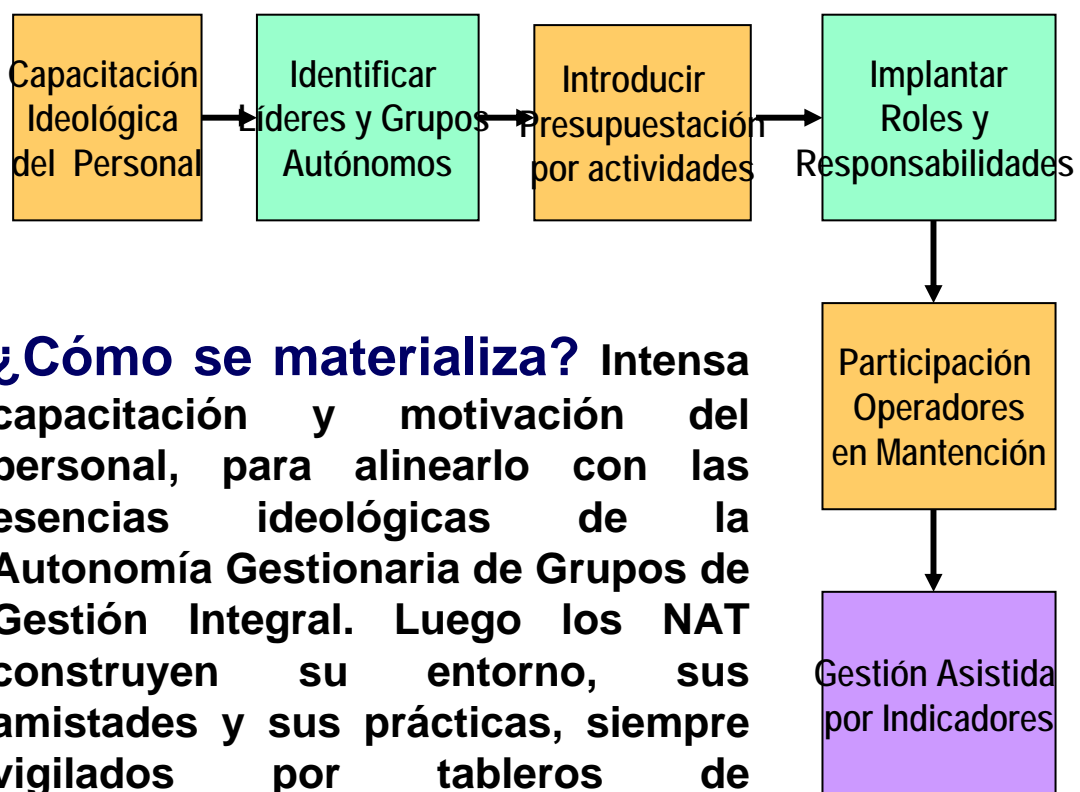 Capacitación
Ideológica
del Personal
Identificar
Líderes y Grupos
Autónomos
Introducir
Presupuestación
por actividades
Implantar
Roles y
Responsabilidades
Participación
Operadores
en Mantención
Gestión Asistida
por Indicadores
¿Cómo se materializa? Intensa
capacitación y motivación del
personal, para alinearlo con las
esencias ideológicas de la
Autonomía Gestionaria de Grupos de
Gestión Integral. Luego los NAT
construyen su entorno, sus
amistades y sus prácticas, siempre
vigilados por tableros de